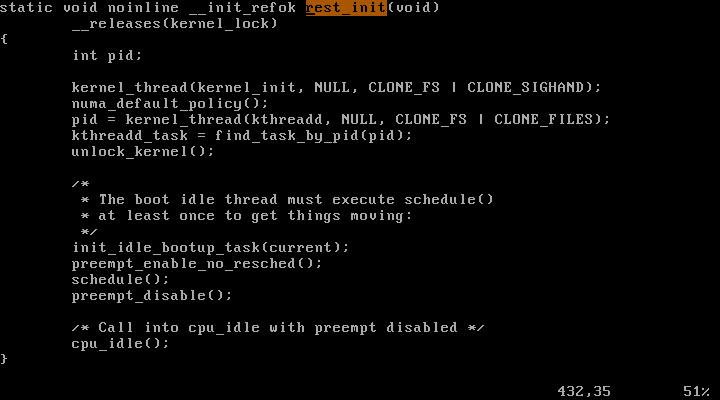 static void noinline __init_refok rest_init(void)
        __releases(kernel_lock)
{
        int pid;

        kernel_thread(kernel_init, NULL, CLONE_FS | CLONE_SIGHAND);
        numa_default_policy();
        pid = kernel_thread(kthreadd, NULL, CLONE_FS | CLONE_FILES);
        kthreadd_task = find_task_by_pid(pid);
        unlock_kernel();

        /*
         * The boot idle thread must execute schedule()
         * at least once to get things moving:
         */
        init_idle_bootup_task(current);
        preempt_enable_no_resched();
        schedule();
        preempt_disable();

        /* Call into cpu_idle with preempt disabled */
        cpu_idle();
}
432,35 51%